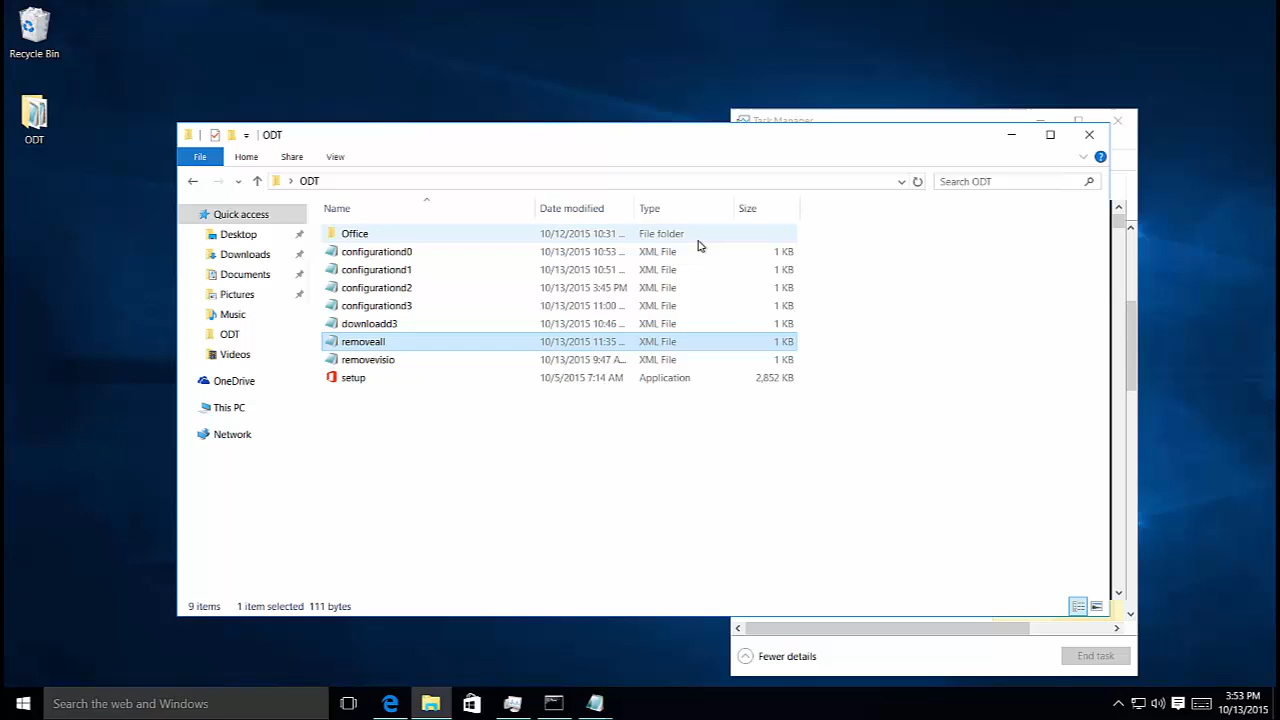 Recycle Bin
ODT
Task Manager
ODT
File Home Share View
ODT
Search ODT
Name Date modified Type Size
Quick access
Desktop
Downloads
Documents
Pictures
Music
ODT
Videos
OneDrive
This PC
Network
Office 10/12/2015 10:31 ... File folder
configurationd0 10/13/2015 10:53 ... XML File 1 KB
configurationd1 10/13/2015 10:51 ... XML File 1 KB
configurationd2 10/13/2015 3:45 PM XML File 1 KB
configurationd3 10/13/2015 11:00 ... XML File 1 KB
downloadd3 10/13/2015 10:46 ... XML File 1 KB
removeall 10/13/2015 11:35 ... XML File 1 KB
removevisio 10/13/2015 9:47 A... XML File 1 KB
setup 10/5/2015 7:14 AM Application 2,852 KB
9 items 1 item selected 111 bytes
Fewer details End task
Search the web and Windows
3:53 PM
10/13/2015